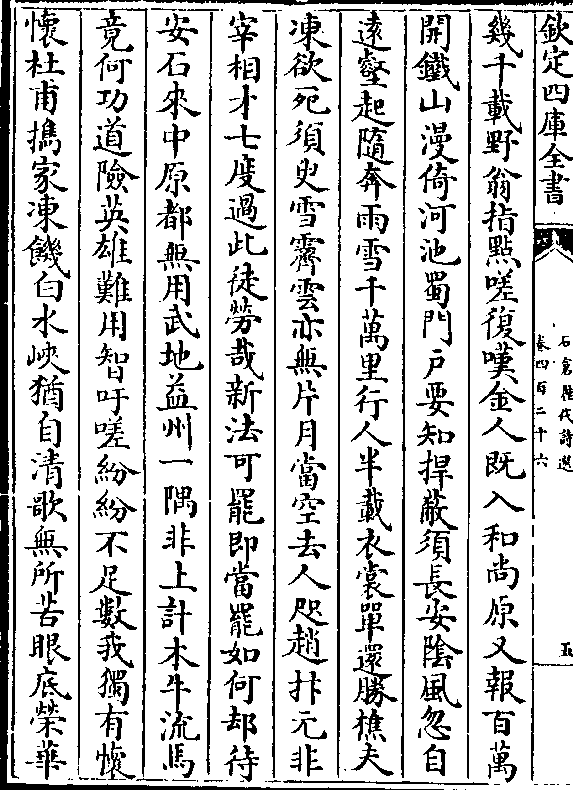 欽定四庫全書
石倉歷代詩選
卷四百二十六
五
幾千載野翁指點嗟復嘆金人既入和尚原又報百萬
開鐵山漫倚河池蜀門户要知捍蔽須長安陰風忽自
遠壑起隨奔雨雪千萬里行人半載衣裳單還勝樵夫
凍欲死須臾雪霽雲亦無片月當空去人咫趙抃元非
宰相才七度過此徒勞哉新法可罷即當罷如何却待
安石來中原都無用武地益州一隅非上計木牛流馬
竟何功道險英雄難用智吁嗟紛紛不足數我獨有懷
懷杜甫攜家凍饑白水峽猶自清歌無所苦眼底榮華